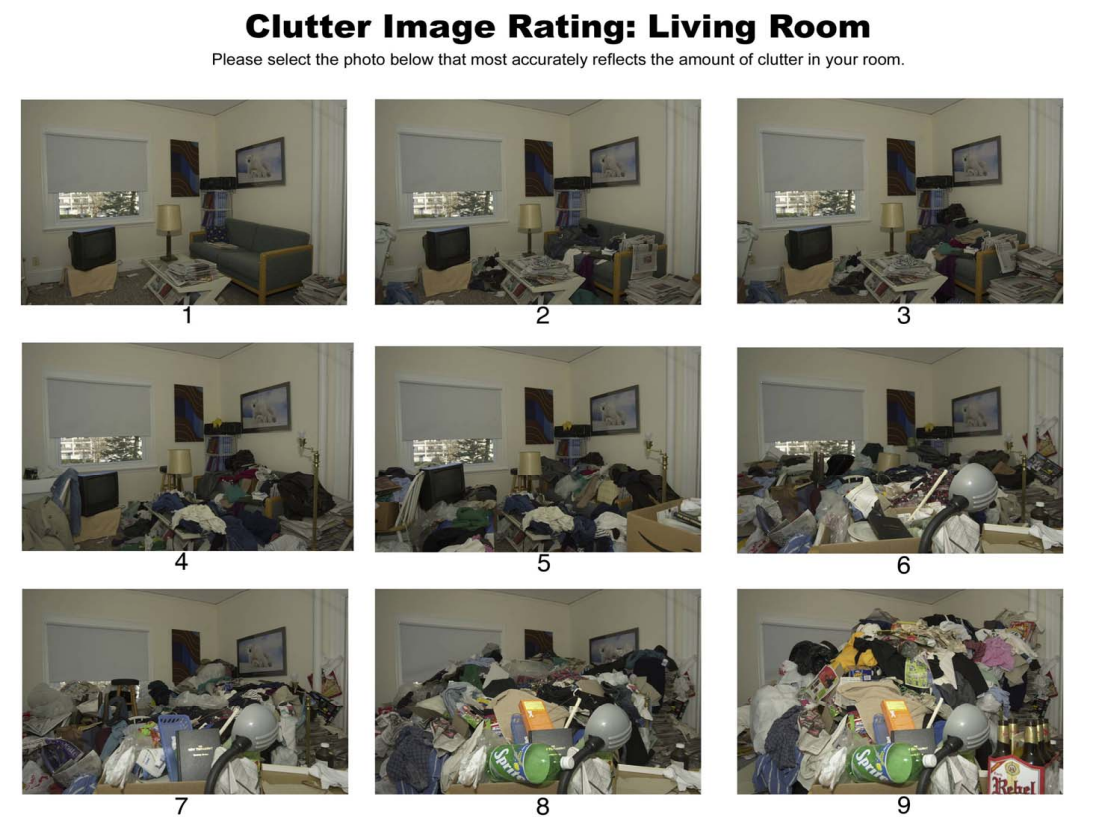 Clutter Image Rating: Living Room
Please select the photo below that most accurately reflects the amount of clutter in your room.
1
2
3
4
5
6
7
8
9
Sprite
Sprite
Rebel